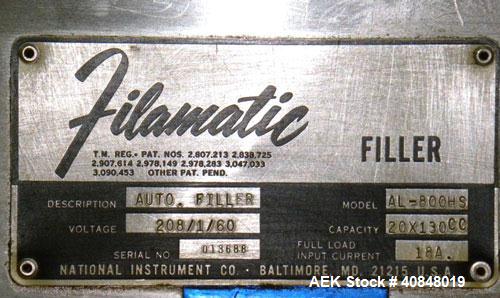 Filamatic
FILLER
T.M. REG. • PAT. NOS. 2,807,213 2,838,725
2,907,614 2,978,149 2,978,283 3,047,033
3,090,453 OTHER PAT. PEND.
DESCRIPTION AUTO. FILLER
MODEL AL-800HS
VOLTAGE 208/1/60
CAPACITY 20X130CC
SERIAL NO 013688
FULL LOAD
INPUT CURRENT 18A.
NATIONAL INSTRUMENT CO • BALTIMORE, MD. 21215 U.S.A.
AEK Stock # 40848019